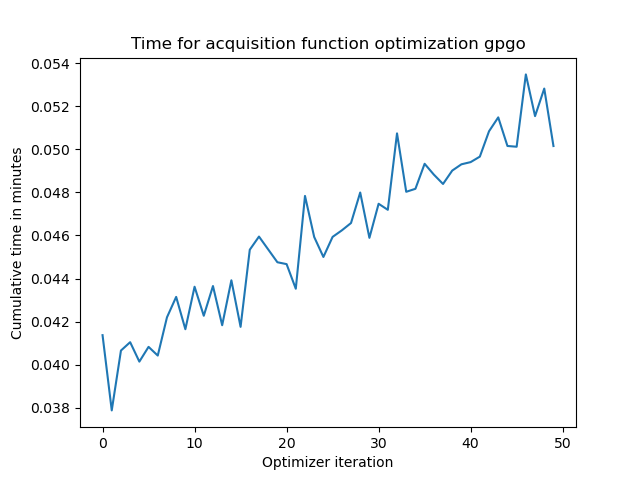 Time for acquisition function optimization gpgo
0.054
0.052
0.050
0.048
0.046
0.044
0.042
0.040
0.038
Cumulative time in minutes
0 10 20 30 40 50
Optimizer iteration